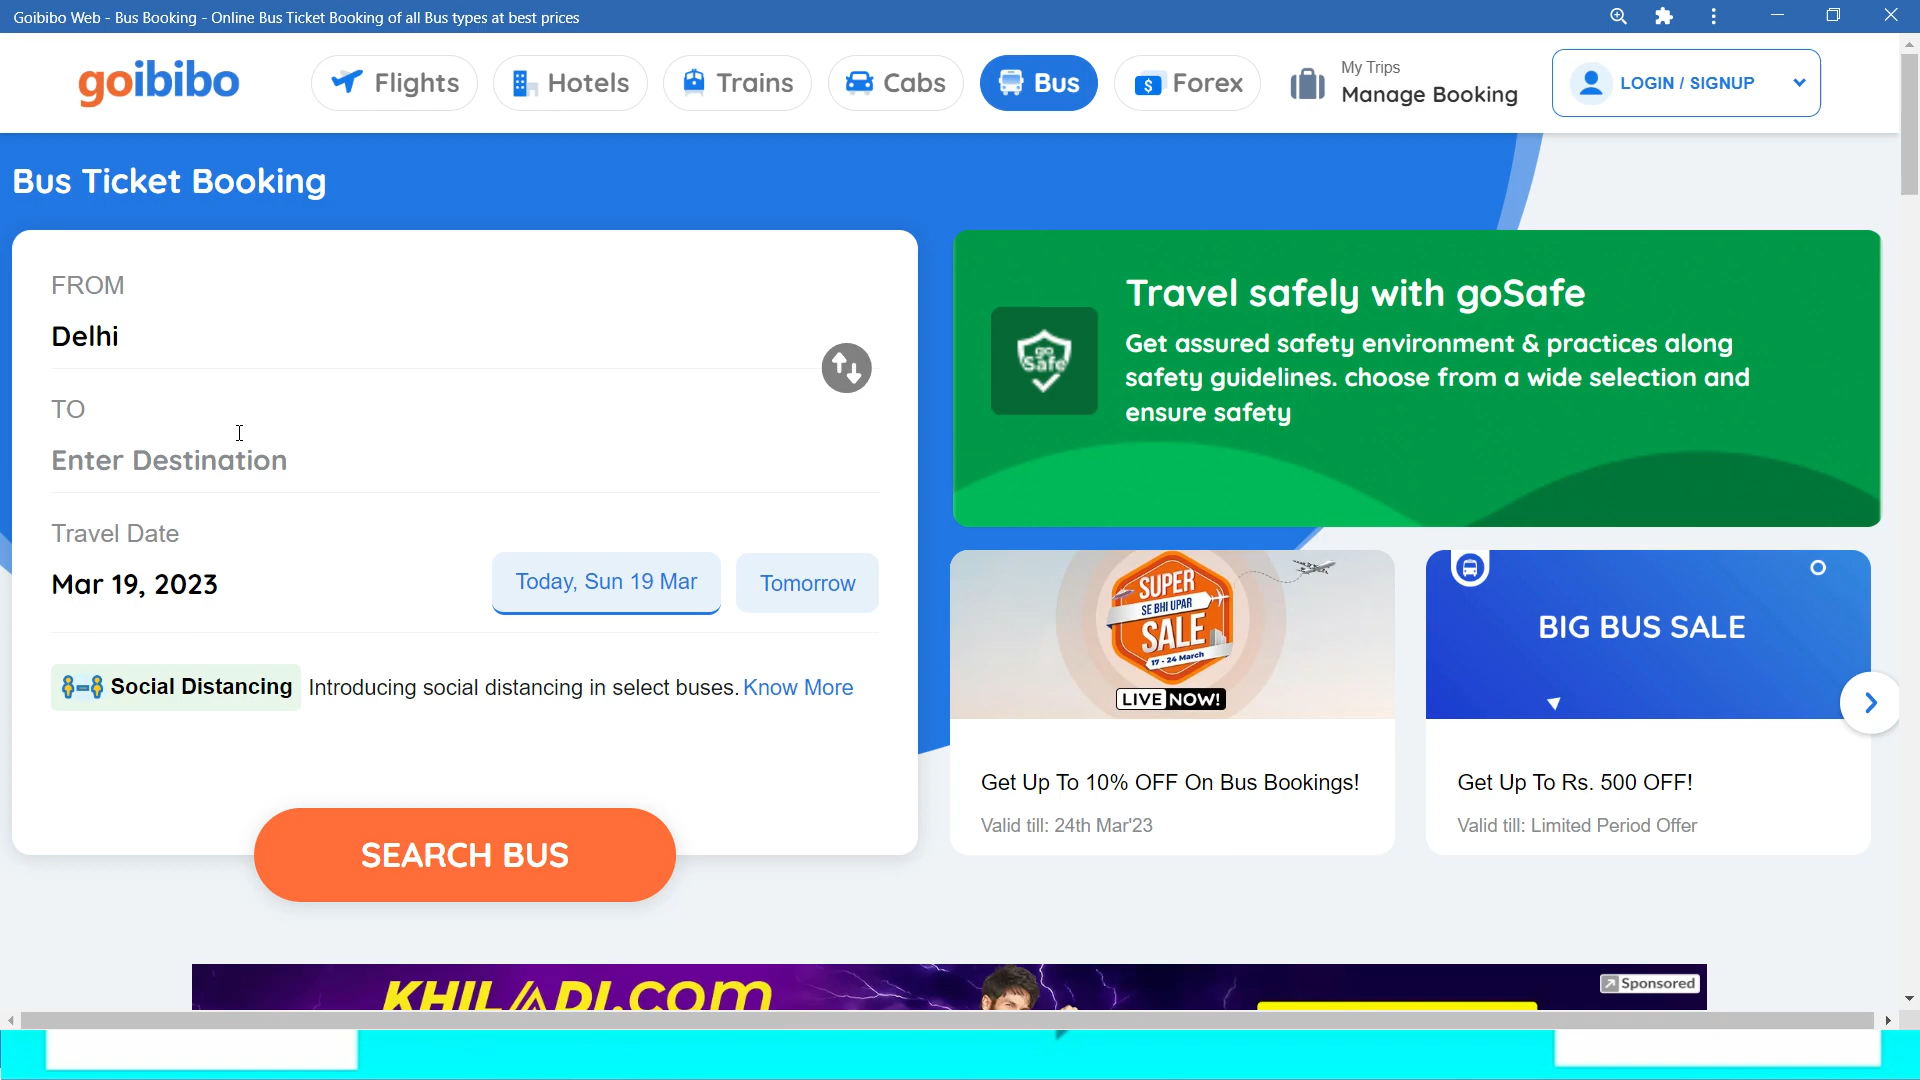 Goibibo Web - Bus Booking - Online Bus Ticket Booking of all Bus types at best prices
goibibo
Flights
Hotels
Trains
Cabs
Bus
$ Forex
My Trips
Manage Booking
LOGIN / SIGNUP
Bus Ticket Booking
FROM
Delhi
TO
Enter Destination
Travel Date
Mar 19, 2023
Today, Sun 19 Mar
Tomorrow
Social Distancing Introducing social distancing in select buses. Know More
SEARCH BUS
go
Safe
Travel safely with goSafe
Get assured safety environment & practices along
safety guidelines. choose from a wide selection and
ensure safety
SUPER
SE BHI UPAR
SALE
17 - 24 March
LIVE NOW!
Get Up To 10% OFF On Bus Bookings!
Valid till: 24th Mar'23
BIG BUS SALE
Get Up To Rs. 500 OFF!
Valid till: Limited Period Offer
KHILADI.com
Sponsored